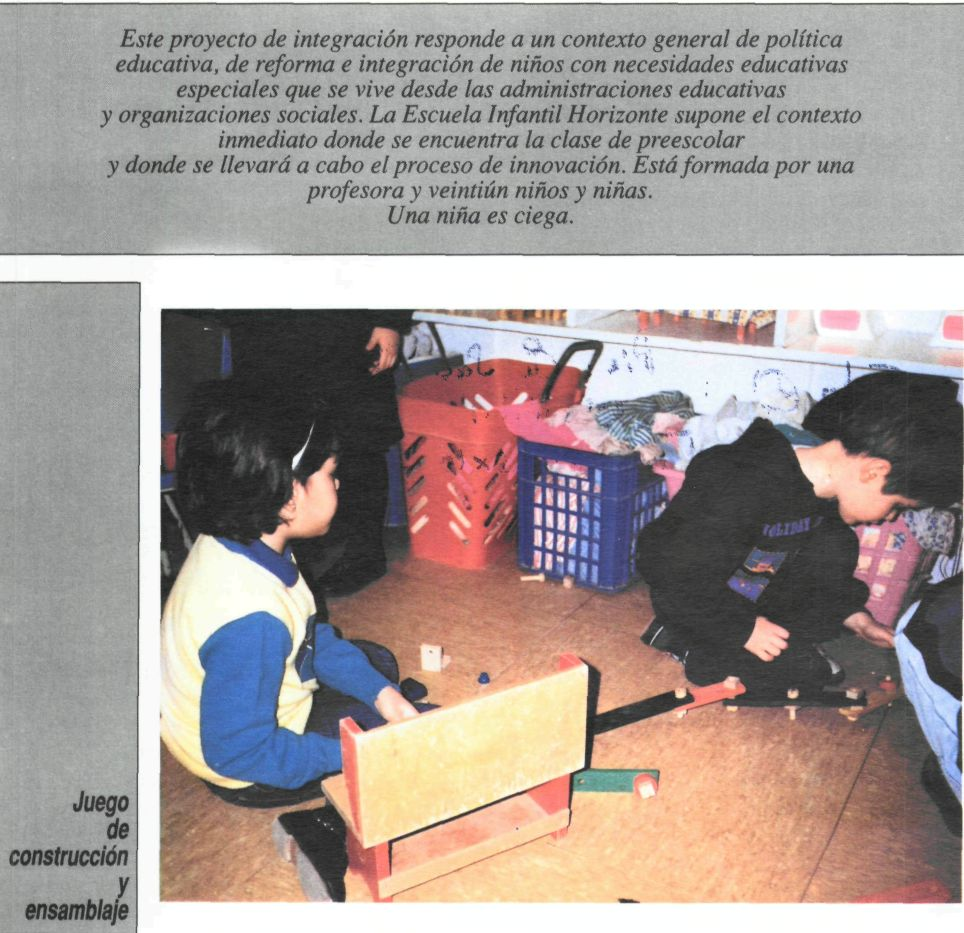 Este proyecto de integración responde a un contexto general de política
educativa, de reforma e integración de niños con necesidades educativas
especiales que se vive desde las administraciones educativas
y organizaciones sociales. La Escuela Infantil Horizonte supone el contexto
inmediato donde se encuentra la clase de preescolar
y donde se llevará a cabo el proceso de innovación. Está formada por una
profesora y veintiún niños y niñas.
Una niña es ciega.
HOLIDAY
Juego
de
construcción
y
ensamblaje